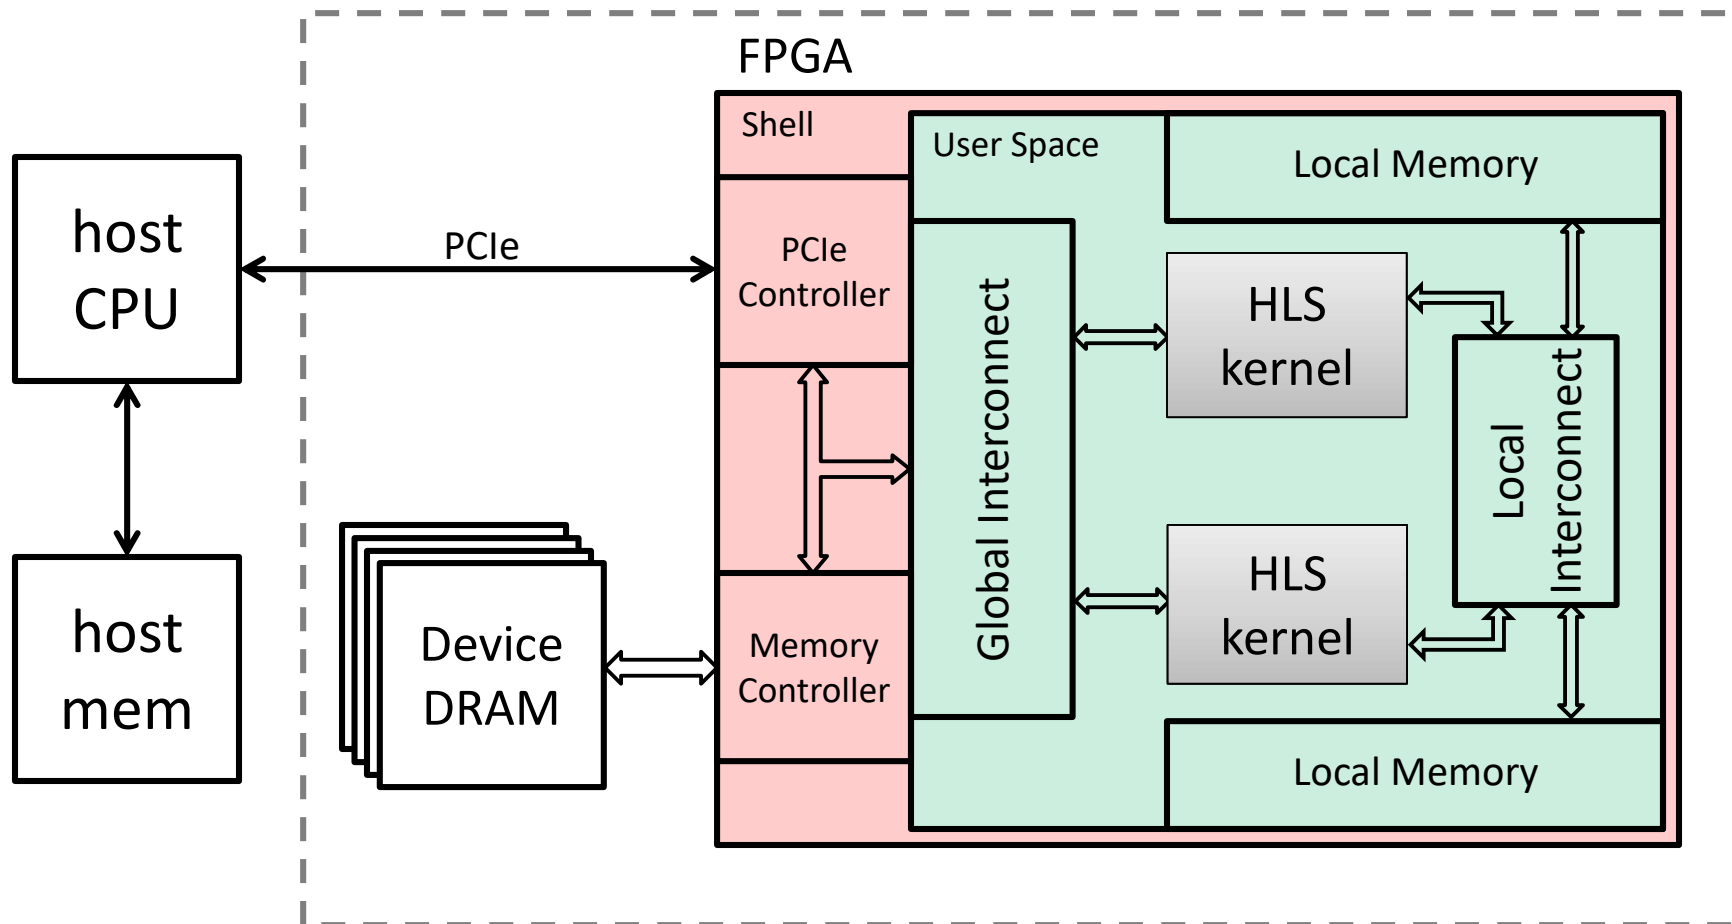 FPGA
Shell
User Space
Local Memory
host
CPU
PCIe
PCIe
Controller
Global Interconnect
HLS
kernel
Local
Interconnect
HLS
kernel
host
mem
Device
DRAM
Memory
Controller
Local Memory